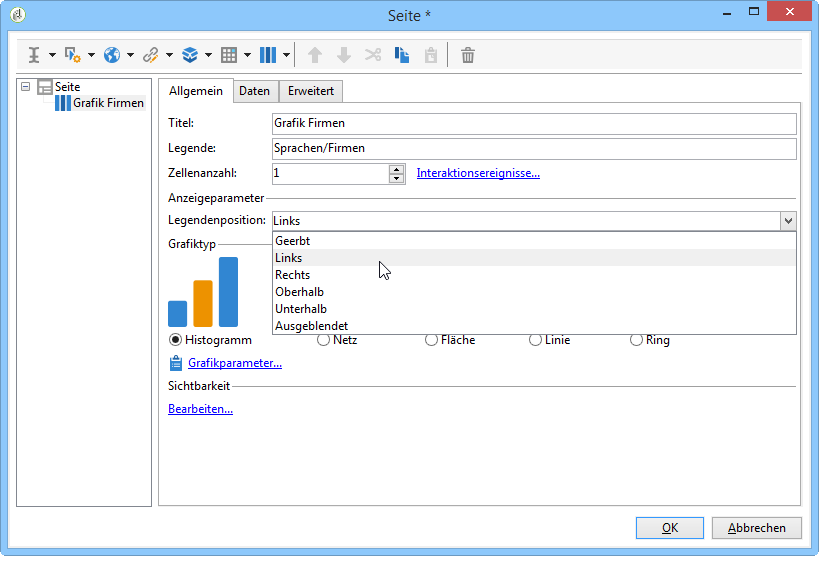 Seite *
Seite
Grafik Firmen
Allgemein Daten Erweitert
Titel: Grafik Firmen
Legende: Sprachen/Firmen
Zellenanzahl: 1 Interaktionsereignisse...
Anzeigeparameter
Legendenposition: Links
Geerbt
Grafiktyp
Links
Rechts
Oberhalb
Unterhalb
Ausgeblendet
Histogramm Netz Fläche Linie Ring
Grafikparameter...
Sichtbarkeit
Bearbeiten...
OK Abbrechen